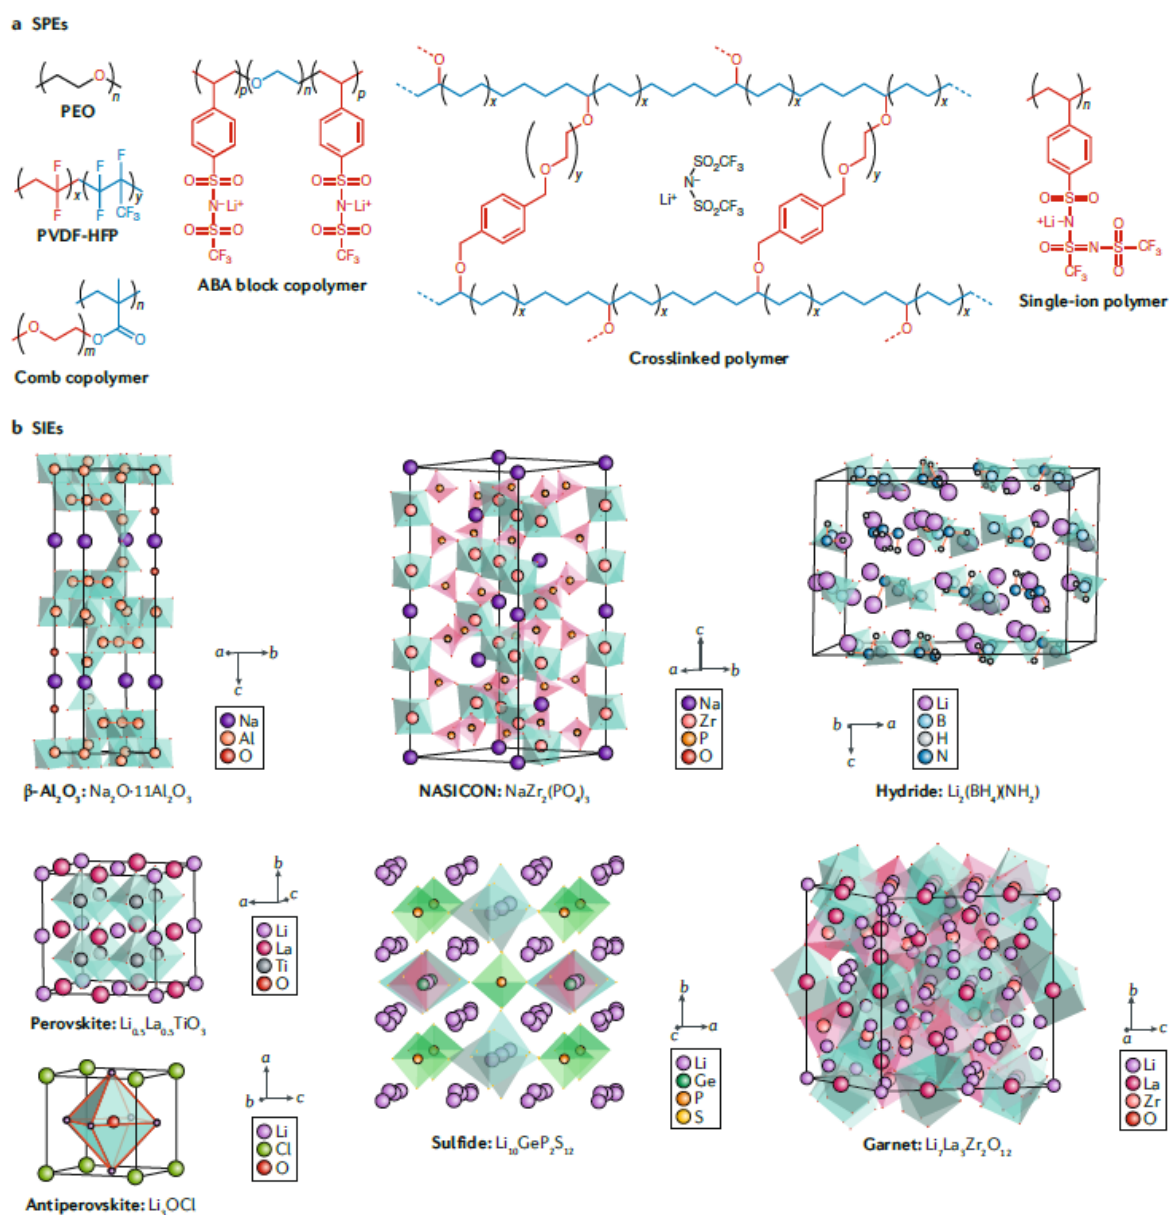 a SPEs
O
n
PEO
F
F
F
F
F
CF₃
x
y
PVDF-HFP
n
O
m
O
O
Comb copolymer
p
O
n
p
O=S=O
O=S=O
N⁻Li⁺
N⁻Li⁺
O=S=O
O=S=O
CF₃
CF₃
ABA block copolymer
O
O
x
x
x
x
O
O
O
O
y
y
SO₂CF₃
N⁻
Li⁺
SO₂CF₃
O
O
x
x
x
x
O
O
Crosslinked polymer
n
O=S=O
⁺Li ⁻N
O
O=S=N-S-CF₃
O
CF₃
Single-ion polymer
b SIEs
a b
c
Na
Al
O
β-Al₂O₃: Na₂O·11Al₂O₃
c
a b
Na
Zr
P
O
NASICON: NaZr₂(PO₄)₃
b a
c
Li
B
H
N
Hydride: Li₂(BH₄)(NH₂)
b
a c
Li
La
Ti
O
Perovskite: Li₀.₅La₀.₅TiO₃
a
b c
Li
Cl
O
Antiperovskite: Li₃OCl
b
c a
Li
Ge
P
S
Sulfide: Li₁₀GeP₂S₁₂
b
a c
Li
La
Zr
O
Garnet: Li₇La₃Zr₂O₁₂